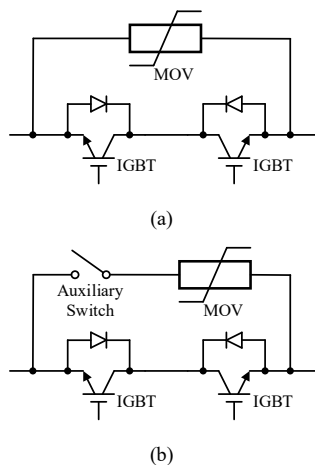 MOV
IGBT
IGBT
(a)
Auxiliary
Switch
MOV
IGBT
IGBT
(b)